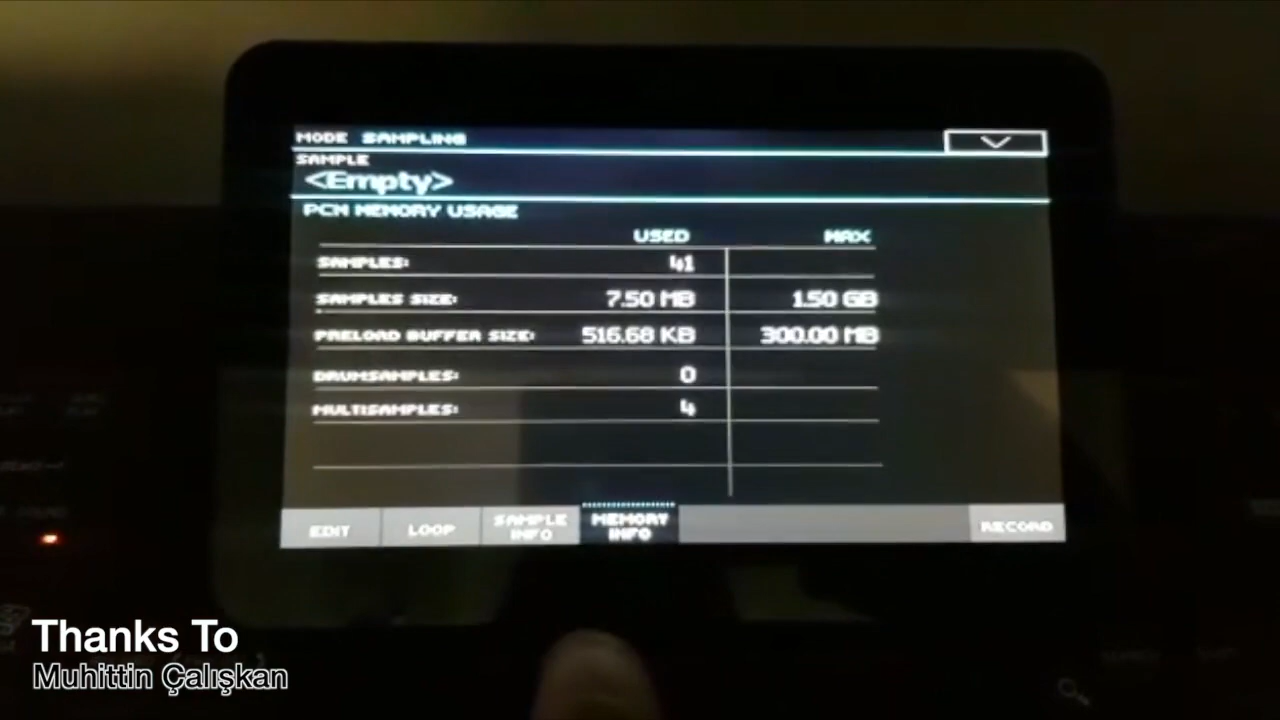 MODE SAMPLING
SAMPLE
<Empty>
PCM MEMORY USAGE
USED MAX
SAMPLES: 41
SAMPLES SIZE: 7.50 MB 1.50 GB
PRELOAD BUFFER SIZE: 516.68 KB 300.00 MB
DRUMSAMPLES: 0
MULTISAMPLES: 4
EDIT LOOP SAMPLE INFO MEMORY INFO RECORD
Thanks To
Muhittin Çalışkan